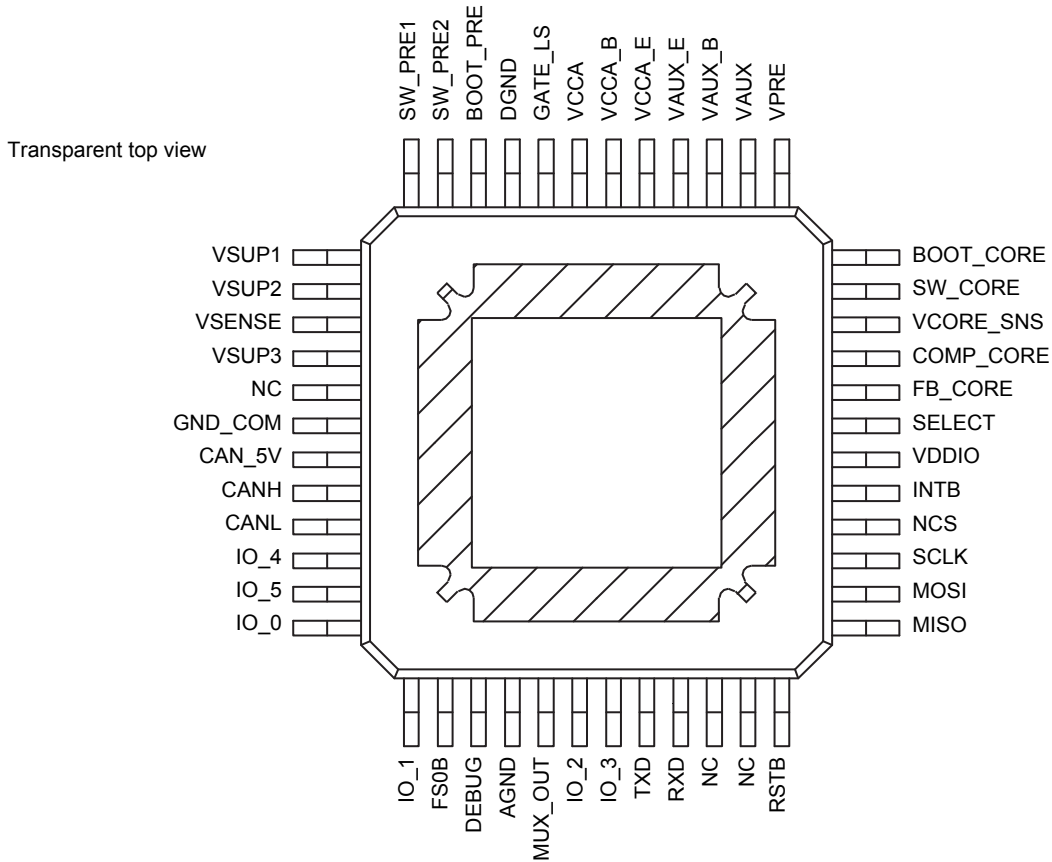 SW_PRE1
SW_PRE2
BOOT_PRE
DGND
GATE_LS
VCCA
VCCA_B
VCCA_E
VAUX_E
VAUX_B
VAUX
VPRE
Transparent top view
VSUP1
VSUP2
VSENSE
VSUP3
NC
GND_COM
CAN_5V
CANH
CANL
IO_4
IO_5
IO_0
BOOT_CORE
SW_CORE
VCORE_SNS
COMP_CORE
FB_CORE
SELECT
VDDIO
INTB
NCS
SCLK
MOSI
MISO
IO_1
FS0B
DEBUG
AGND
MUX_OUT
IO_2
IO_3
TXD
RXD
NC
NC
RSTB